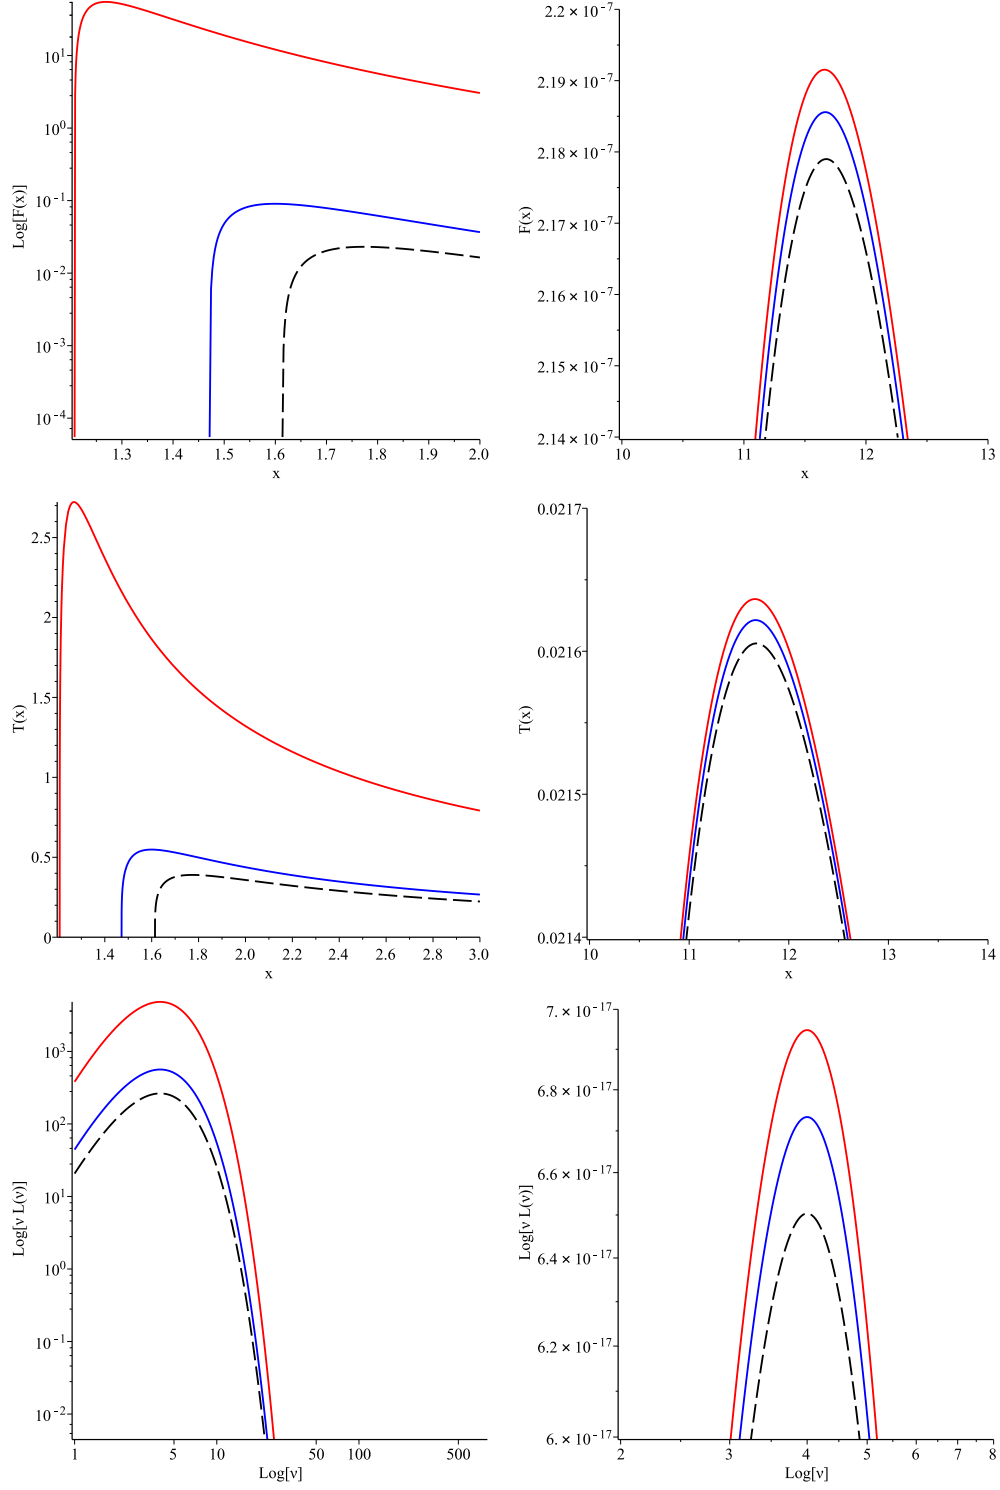 Log[F(x)]
10^1
10^0
10^-1
10^-2
10^-3
10^-4
1.3 1.4 1.5 1.6 1.7 1.8 1.9 2.0
x
F(x)
2.2 × 10^-7
2.19 × 10^-7
2.18 × 10^-7
2.17 × 10^-7
2.16 × 10^-7
2.15 × 10^-7
2.14 × 10^-7
10 11 12 13
x
T(x)
2.5
2
1.5
1
0.5
0
1.4 1.6 1.8 2.0 2.2 2.4 2.6 2.8 3.0
x
T(x)
0.0217
0.0216
0.0215
0.0214
10 11 12 13 14
x
Log[ν L(ν)]
10^3
10^2
10^1
10^0
10^-1
10^-2
1 5 10 50 100 500
Log[ν]
Log[ν L(ν)]
7. × 10^-17
6.8 × 10^-17
6.6 × 10^-17
6.4 × 10^-17
6.2 × 10^-17
6. × 10^-17
2 3 4 5 6 7 8
Log[ν]